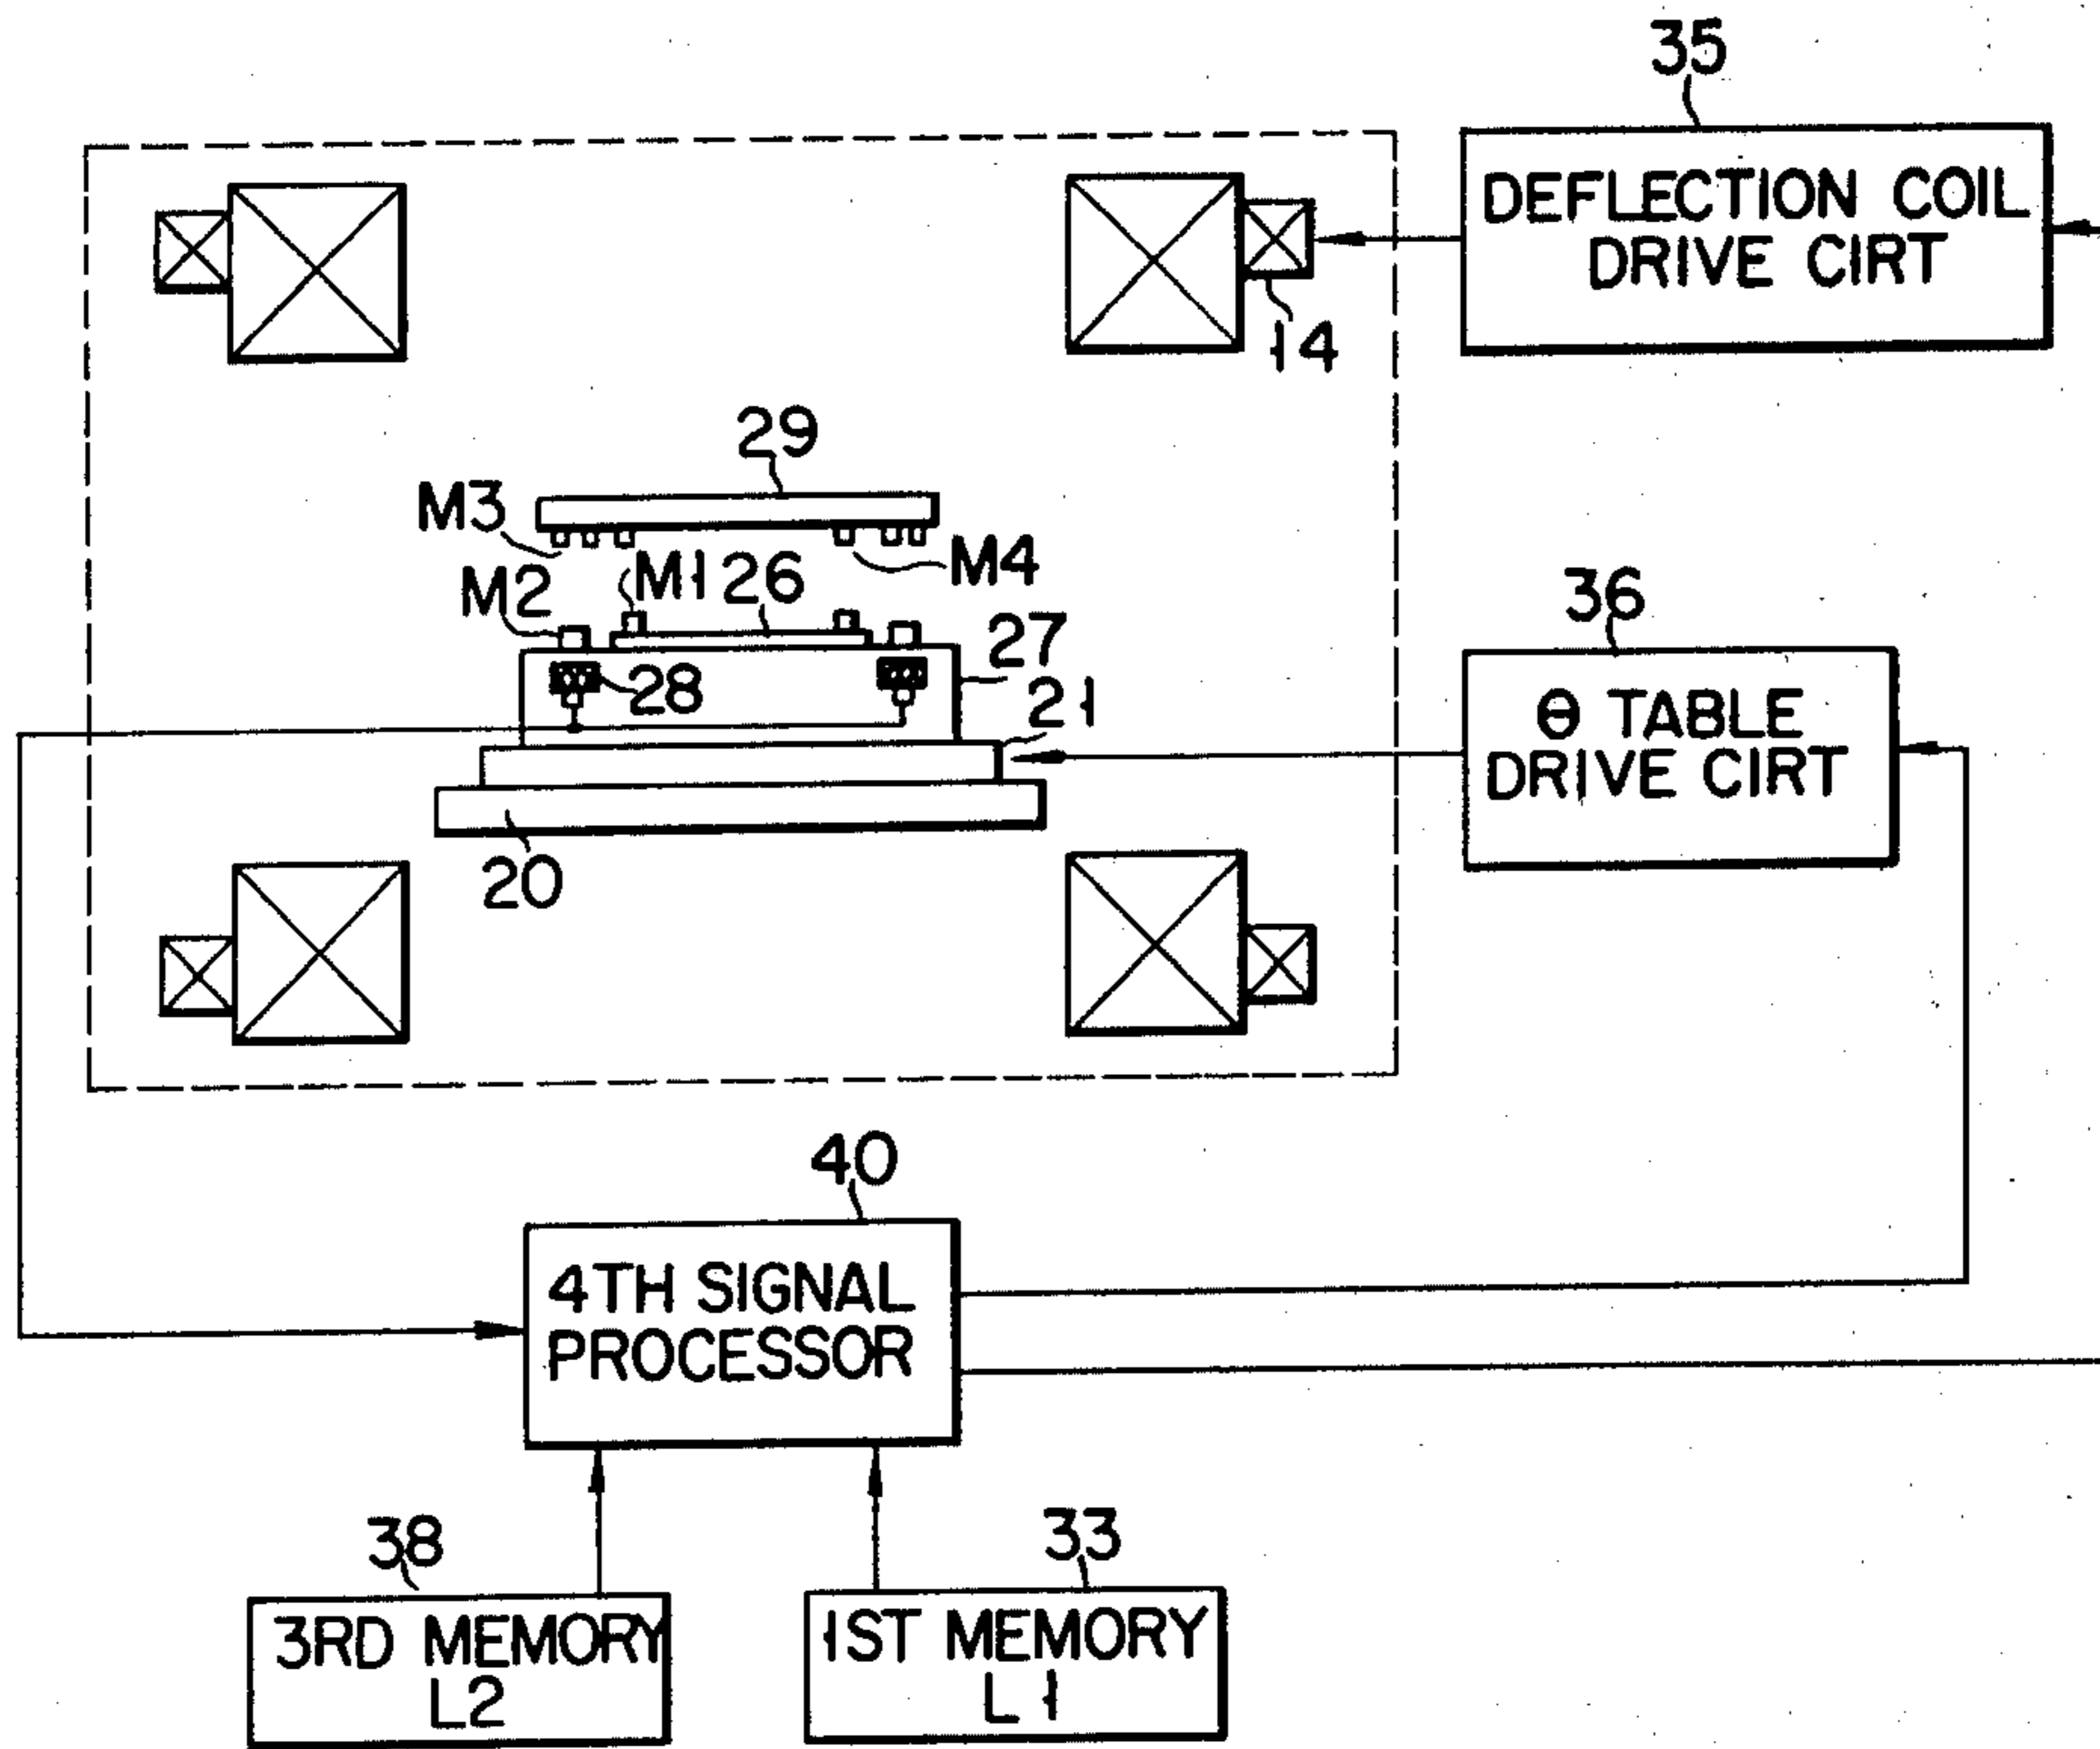 35
DEFLECTION COIL
DRIVE CIRT
14
29
M3
M4
M2
M1
26
27
28
21
20
36
θ TABLE
DRIVE CIRT
40
4TH SIGNAL
PROCESSOR
38
3RD MEMORY
L2
33
1ST MEMORY
L1